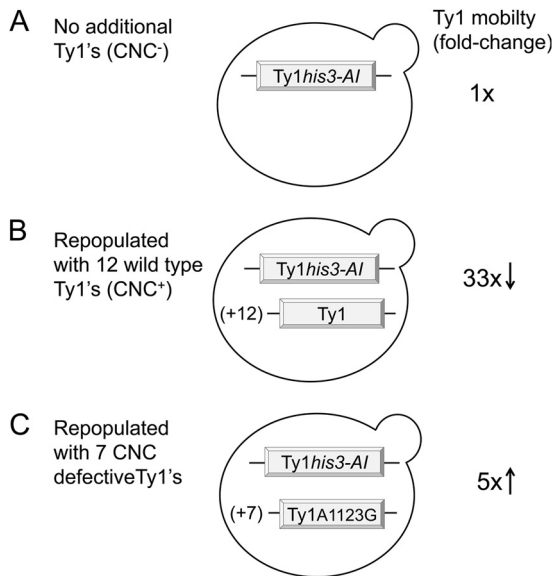 A
No additional
Ty1's (CNC-)
Ty1his3-AI
Ty1 mobilty
(fold-change)
1x
B
Repopulated
with 12 wild type
Ty1's (CNC+)
Ty1his3-AI
(+12)
Ty1
33x↓
C
Repopulated
with 7 CNC
defectiveTy1's
Ty1his3-AI
(+7)
Ty1A1123G
5x↑